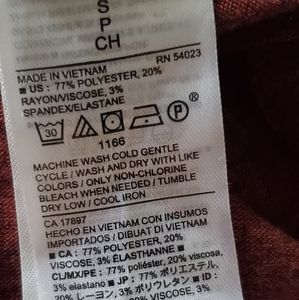 S
P
CH
MADE IN VIETNAM RN 54023
■ US : 77% POLYESTER, 20%
RAYON/VISCOSE, 3%
SPANDEX/ELASTANE
30 P ®
1166
MACHINE WASH COLD GENTLE
CYCLE / WASH AND DRY WITH LIKE
COLORS / ONLY NON-CHLORINE
BLEACH WHEN NEEDED / TUMBLE
DRY LOW / COOL IRON
CA 17897
HECHO EN VIETNAM CON INSUMOS
IMPORTADOS / DIBUAT DI VIETNAM
■ CA : 77% POLYESTER, 20%
VISCOSE, 3% ÉLASTHANNE / ■
CL/MX/PE : 77% poliéster, 20% viscosa,
3% elastano ■ JP : 77% ポリエステル,
20% レーヨン, 3% ポリウレタン ■ ID